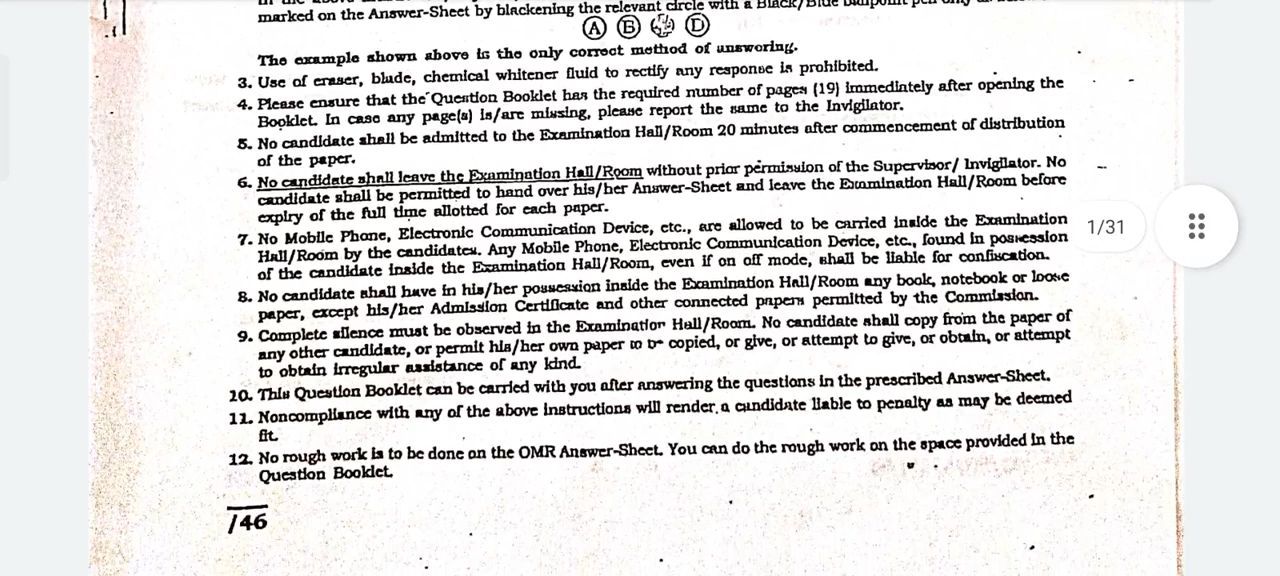 marked on the Answer-Sheet by blackening the relevant circle with a Black/Blue ballpoint pen only
A B D
The example shown above is the only correct method of answering.
3. Use of eraser, blade, chemical whitener fluid to rectify any response is prohibited.
4. Please ensure that the Question Booklet has the required number of pages (19) immediately after opening the
Booklet. In case any page(s) is/are missing, please report the same to the Invigilator.
5. No candidate shall be admitted to the Examination Hall/Room 20 minutes after commencement of distribution
of the paper.
6. No candidate shall leave the Examination Hall/Room without prior permission of the Supervisor/ Invigilator. No
candidate shall be permitted to hand over his/her Answer-Sheet and leave the Examination Hall/Room before
expiry of the full time allotted for each paper.
7. No Mobile Phone, Electronic Communication Device, etc., are allowed to be carried inside the Examination
Hall/Room by the candidates. Any Mobile Phone, Electronic Communication Device, etc., found in possession
of the candidate inside the Examination Hall/Room, even if on off mode, shall be liable for confiscation.
1/31
8. No candidate shall have in his/her possession inside the Examination Hall/Room any book, notebook or loose
paper, except his/her Admission Certificate and other connected papers permitted by the Commission.
9. Complete silence must be observed in the Examination Hall/Room. No candidate shall copy from the paper of
any other candidate, or permit his/her own paper to be copied, or give, or attempt to give, or obtain, or attempt
to obtain irregular assistance of any kind.
10. This Question Booklet can be carried with you after answering the questions in the prescribed Answer-Sheet.
11. Noncompliance with any of the above instructions will render a candidate liable to penalty as may be deemed
fit.
12. No rough work is to be done on the OMR Answer-Sheet. You can do the rough work on the space provided in the
Question Booklet.
/46